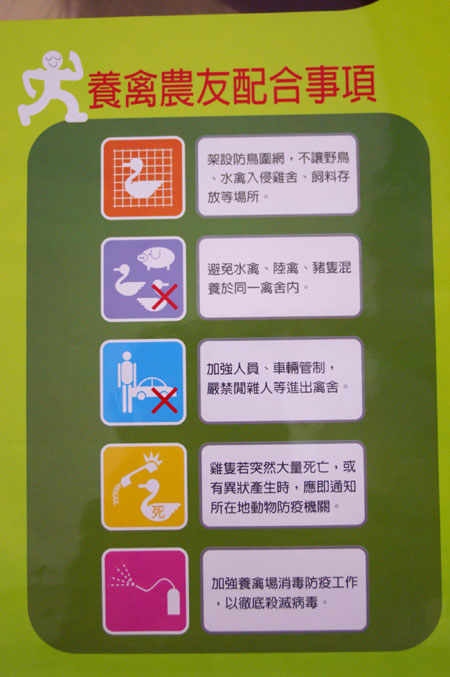 養禽農友配合事項
架設防鳥圍網，不讓野鳥
、水禽入侵雞舍、飼料存
放等場所。
避免水禽、陸禽、豬隻混
養於同一禽舍內。
加強人員、車輛管制，
嚴禁閒雜人等進出禽舍。
死
雞隻若突然大量死亡，或
有異狀產生時，應即通知
所在地動物防疫機關。
加強養禽場消毒防疫工作
，以徹底殺滅病毒。